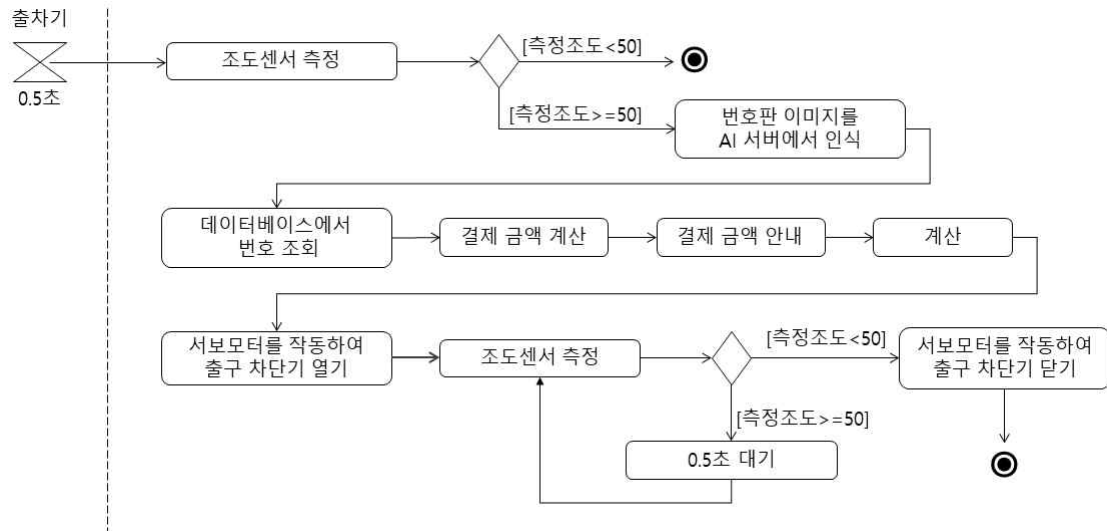 출차기
0.5초
조도센서 측정
[측정조도<50]
[측정조도>=50]
번호판 이미지를
AI 서버에서 인식
데이터베이스에서
번호 조회
결제 금액 계산
결제 금액 안내
계산
서보모터를 작동하여
출구 차단기 열기
조도센서 측정
[측정조도<50]
서보모터를 작동하여
출구 차단기 닫기
[측정조도>=50]
0.5초 대기